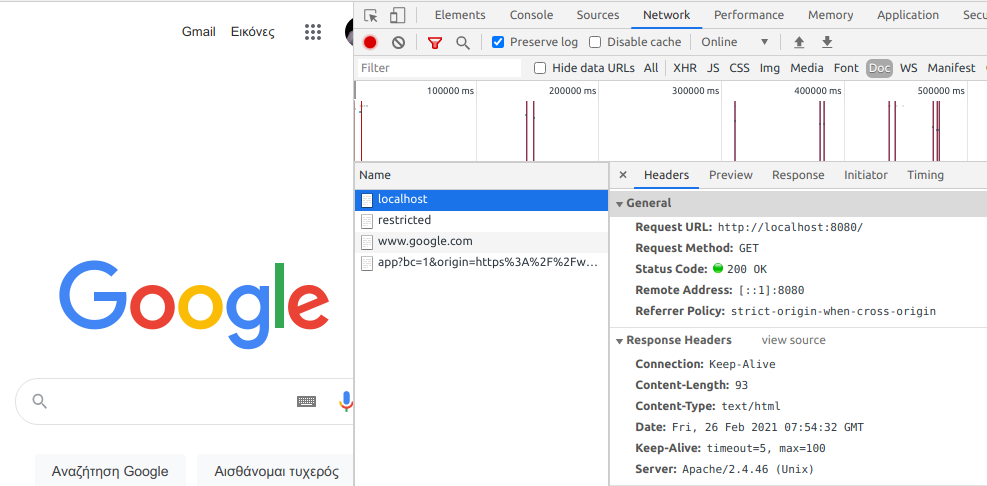 Gmail Εικόνες
Google
Αναζήτηση Google Αισθάνομαι τυχερός
Elements Console Sources Network Performance Memory Application Secu
Preserve log Disable cache Online
Filter Hide data URLs All XHR JS CSS Img Media Font Doc WS Manifest
100000 ms 200000 ms 300000 ms 400000 ms 500000 ms
Name
localhost
restricted
www.google.com
app?bc=1&origin=https%3A%2F%2Fw…
× Headers Preview Response Initiator Timing
General
Request URL: http://localhost:8080/
Request Method: GET
Status Code: 200 OK
Remote Address: [::1]:8080
Referrer Policy: strict-origin-when-cross-origin
Response Headers view source
Connection: Keep-Alive
Content-Length: 93
Content-Type: text/html
Date: Fri, 26 Feb 2021 07:54:32 GMT
Keep-Alive: timeout=5, max=100
Server: Apache/2.4.46 (Unix)